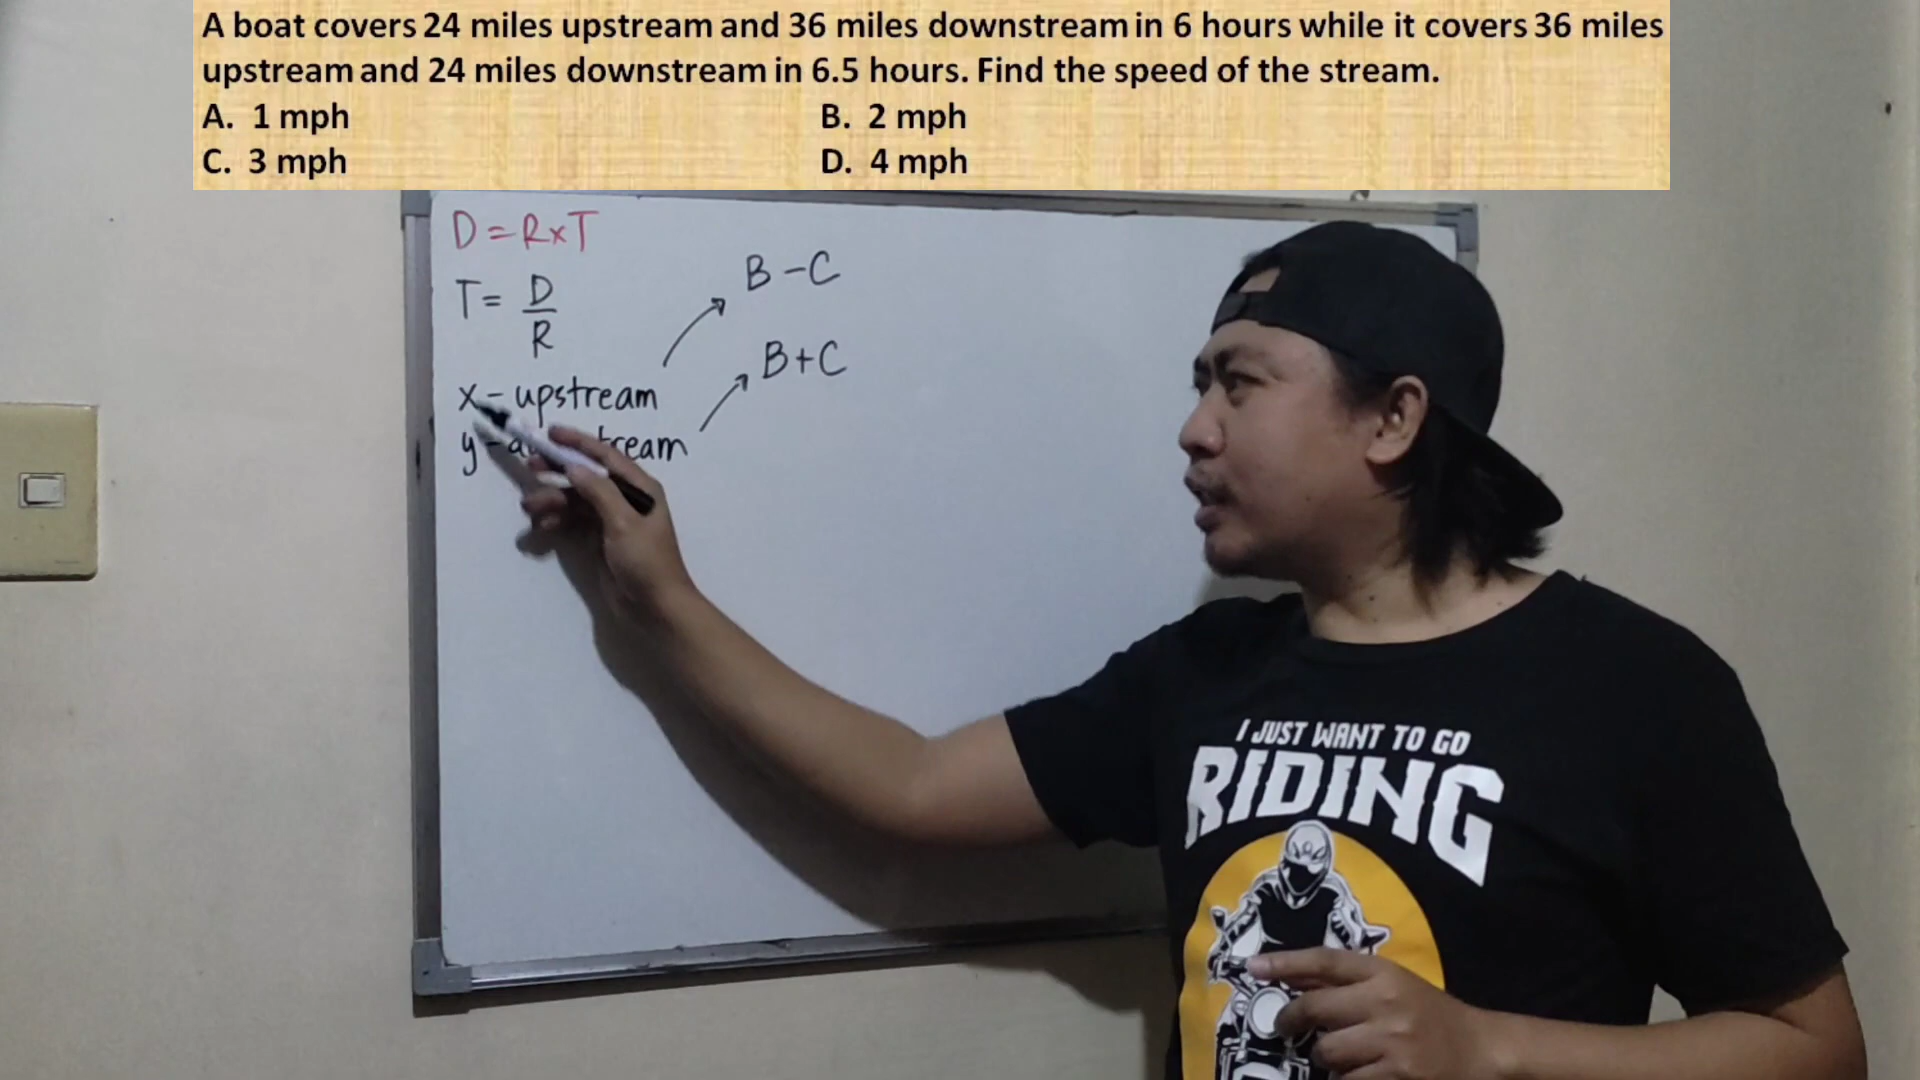 A boat covers 24 miles upstream and 36 miles downstream in 6 hours while it covers 36 miles
upstream and 24 miles downstream in 6.5 hours. Find the speed of the stream.
A. 1 mph B. 2 mph
C. 3 mph D. 4 mph
D = R x T
T = D
R
B - C
B + C
x - upstream
y -
I JUST WANT TO GO
RIDING